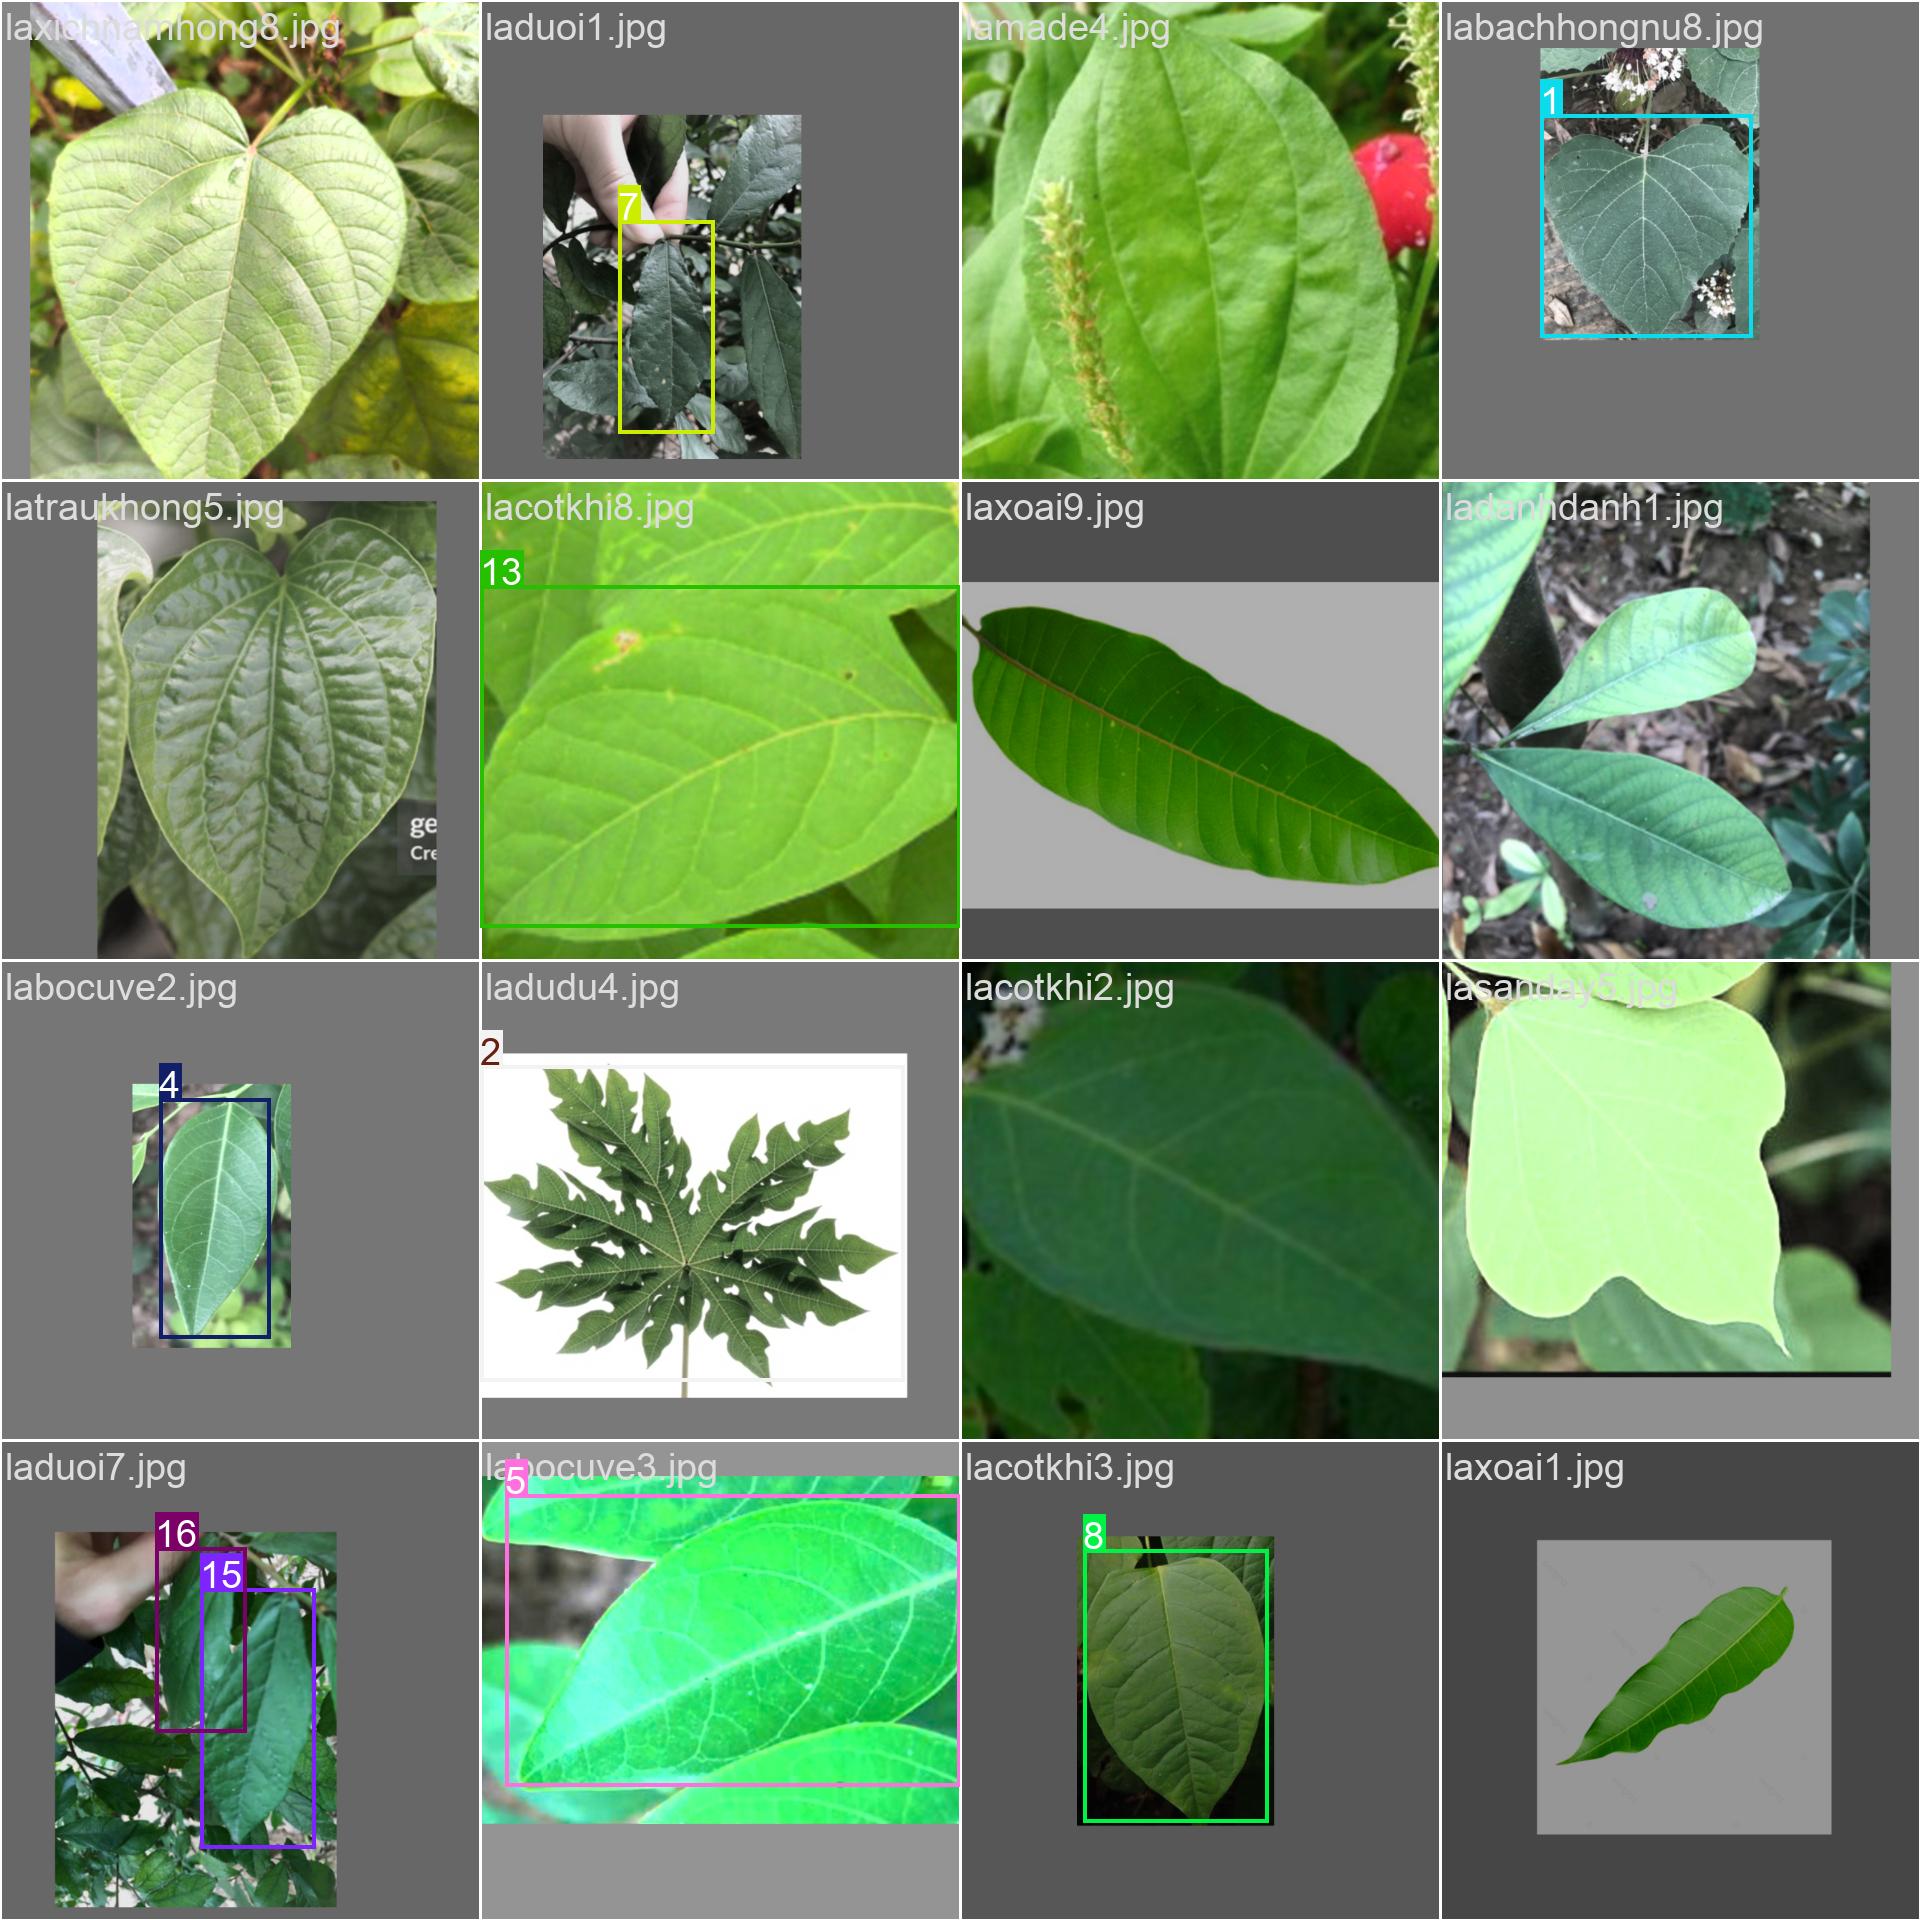 laxichnamhong8.jpg
laduoi1.jpg
lamade4.jpg
labachhongnu8.jpg
7
1
latraukhong5.jpg
lacotkhi8.jpg
laxoai9.jpg
ladanhdanh1.jpg
13
ge
Cre
labocuve2.jpg
ladudu4.jpg
lacotkhi2.jpg
lasanday5.jpg
4
2
laduoi7.jpg
labocuve3.jpg
lacotkhi3.jpg
laxoai1.jpg
16
15
5
8